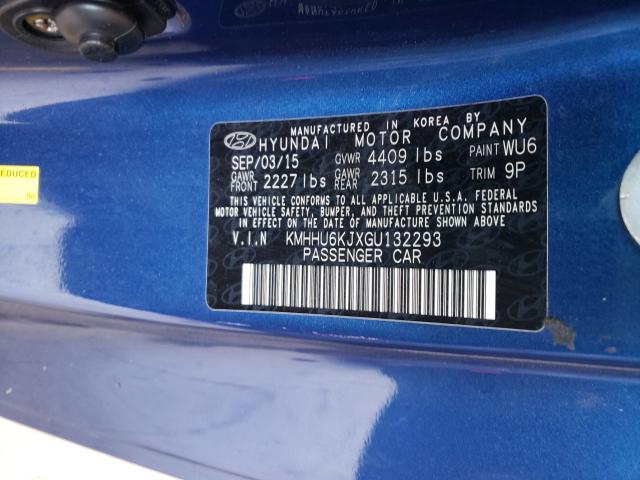 MANUFACTURED IN KOREA BY
HYUNDAI MOTOR COMPANY
SEP/03/15 GVWR 4409 lbs PAINT WU6
GAWR FRONT 2227 lbs GAWR REAR 2315 lbs TRIM 9P
THIS VEHICLE CONFORMS TO ALL APPLICABLE U.S.A. FEDERAL
MOTOR VEHICLE SAFETY, BUMPER, AND THEFT PREVENTION STANDARDS
IN EFFECT ON THE DATE OF MANUFACTURE SHOWN ABOVE.
V.I.N KMHHU6KJXGU132293
PASSENGER CAR
EDUCED